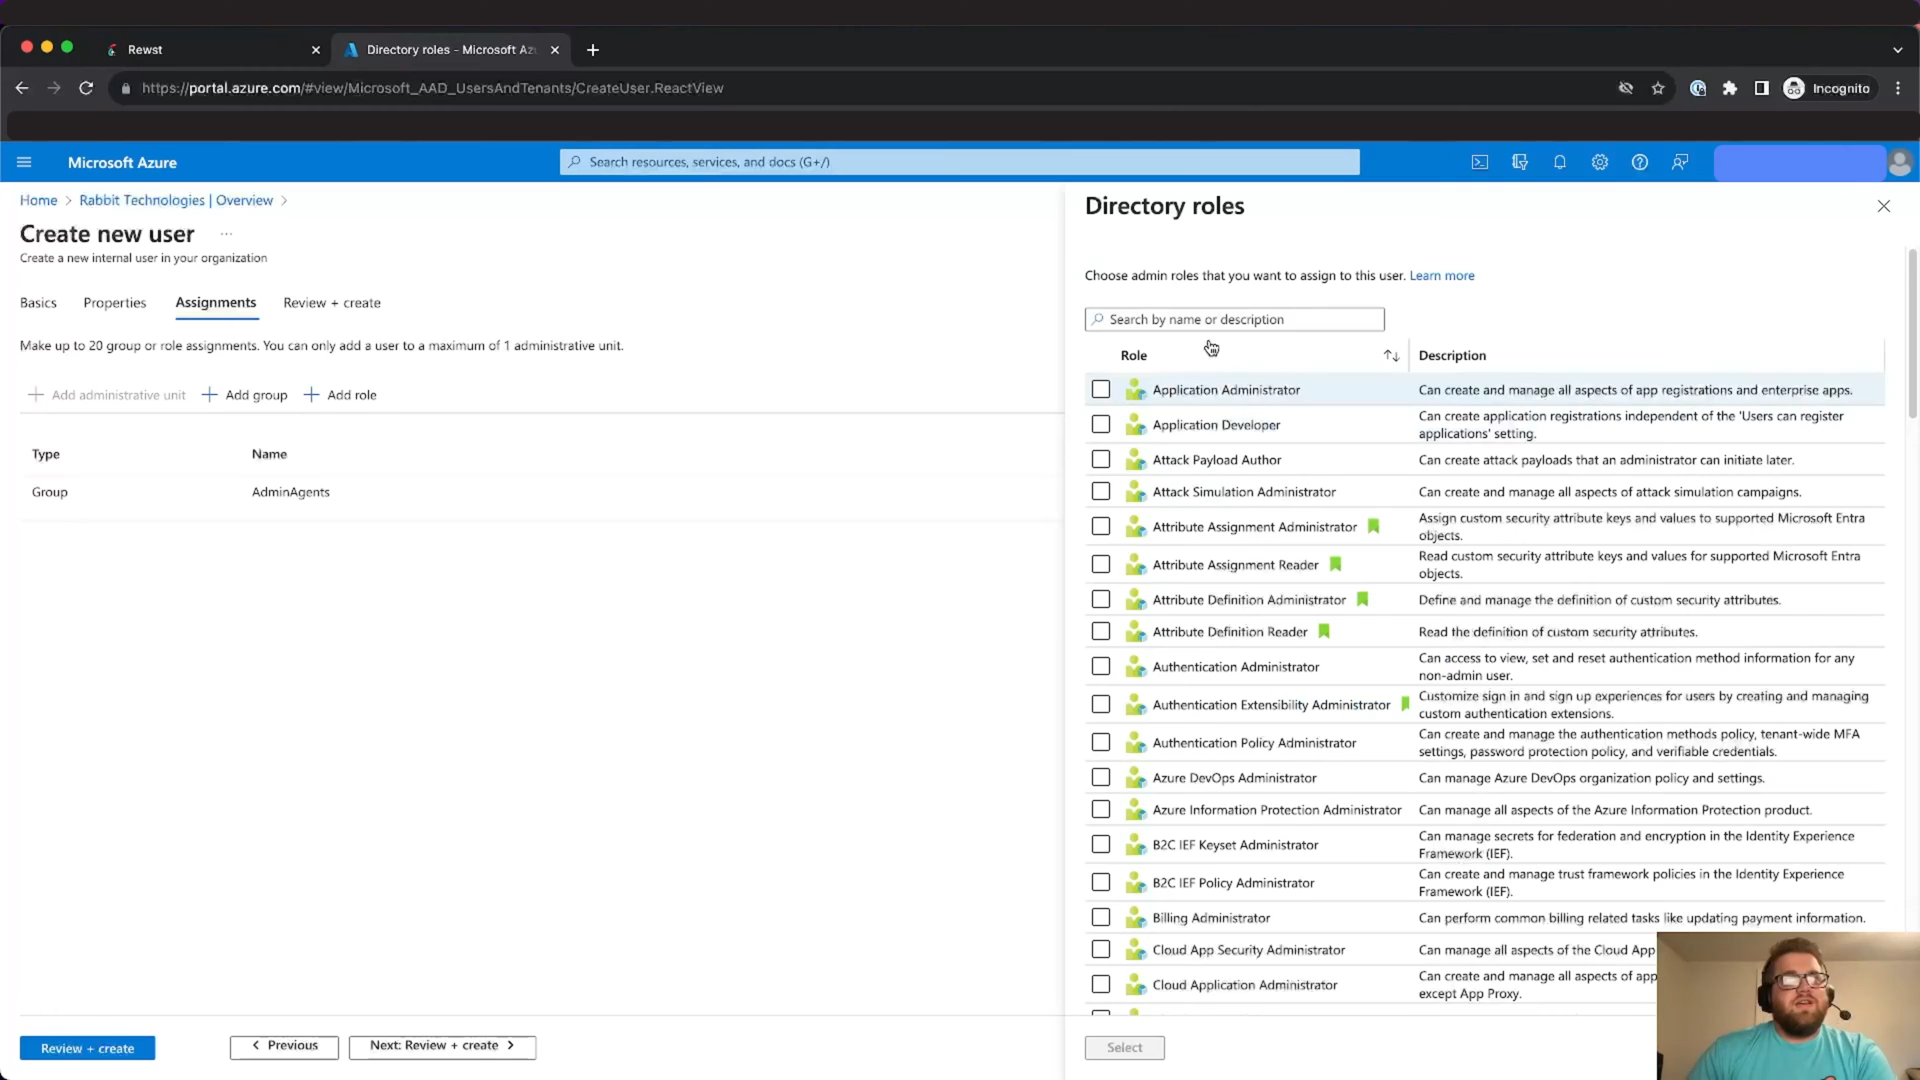 Rewst
Directory roles - Microsoft Az
https://portal.azure.com/#view/Microsoft_AAD_UsersAndTenants/CreateUser.ReactView
Incognito
Microsoft Azure
Search resources, services, and docs (G+/)
Home > Rabbit Technologies | Overview >
Create new user ...
Create a new internal user in your organization
Basics Properties Assignments Review + create
Make up to 20 group or role assignments. You can only add a user to a maximum of 1 administrative unit.
Add administrative unit Add group Add role
Type Name
Group AdminAgents
Review + create < Previous Next: Review + create >
Directory roles
Choose admin roles that you want to assign to this user. Learn more
Search by name or description
Role Description
Application Administrator Can create and manage all aspects of app registrations and enterprise apps.
Application Developer Can create application registrations independent of the 'Users can register
applications' setting.
Attack Payload Author Can create attack payloads that an administrator can initiate later.
Attack Simulation Administrator Can create and manage all aspects of attack simulation campaigns.
Attribute Assignment Administrator Assign custom security attribute keys and values to supported Microsoft Entra
objects.
Attribute Assignment Reader Read custom security attribute keys and values for supported Microsoft Entra
objects.
Attribute Definition Administrator Define and manage the definition of custom security attributes.
Attribute Definition Reader Read the definition of custom security attributes.
Authentication Administrator Can access to view, set and reset authentication method information for any
non-admin user.
Authentication Extensibility Administrator Customize sign in and sign up experiences for users by creating and managing
custom authentication extensions.
Authentication Policy Administrator Can create and manage the authentication methods policy, tenant-wide MFA
settings, password protection policy, and verifiable credentials.
Azure DevOps Administrator Can manage Azure DevOps organization policy and settings.
Azure Information Protection Administrator Can manage all aspects of the Azure Information Protection product.
B2C IEF Keyset Administrator Can manage secrets for federation and encryption in the Identity Experience
Framework (IEF).
B2C IEF Policy Administrator Can create and manage trust framework policies in the Identity Experience
Framework (IEF).
Billing Administrator Can perform common billing related tasks like updating payment information.
Cloud App Security Administrator Can manage all aspects of the Cloud App
Cloud Application Administrator Can create and manage all aspects of app
except App Proxy.
Select